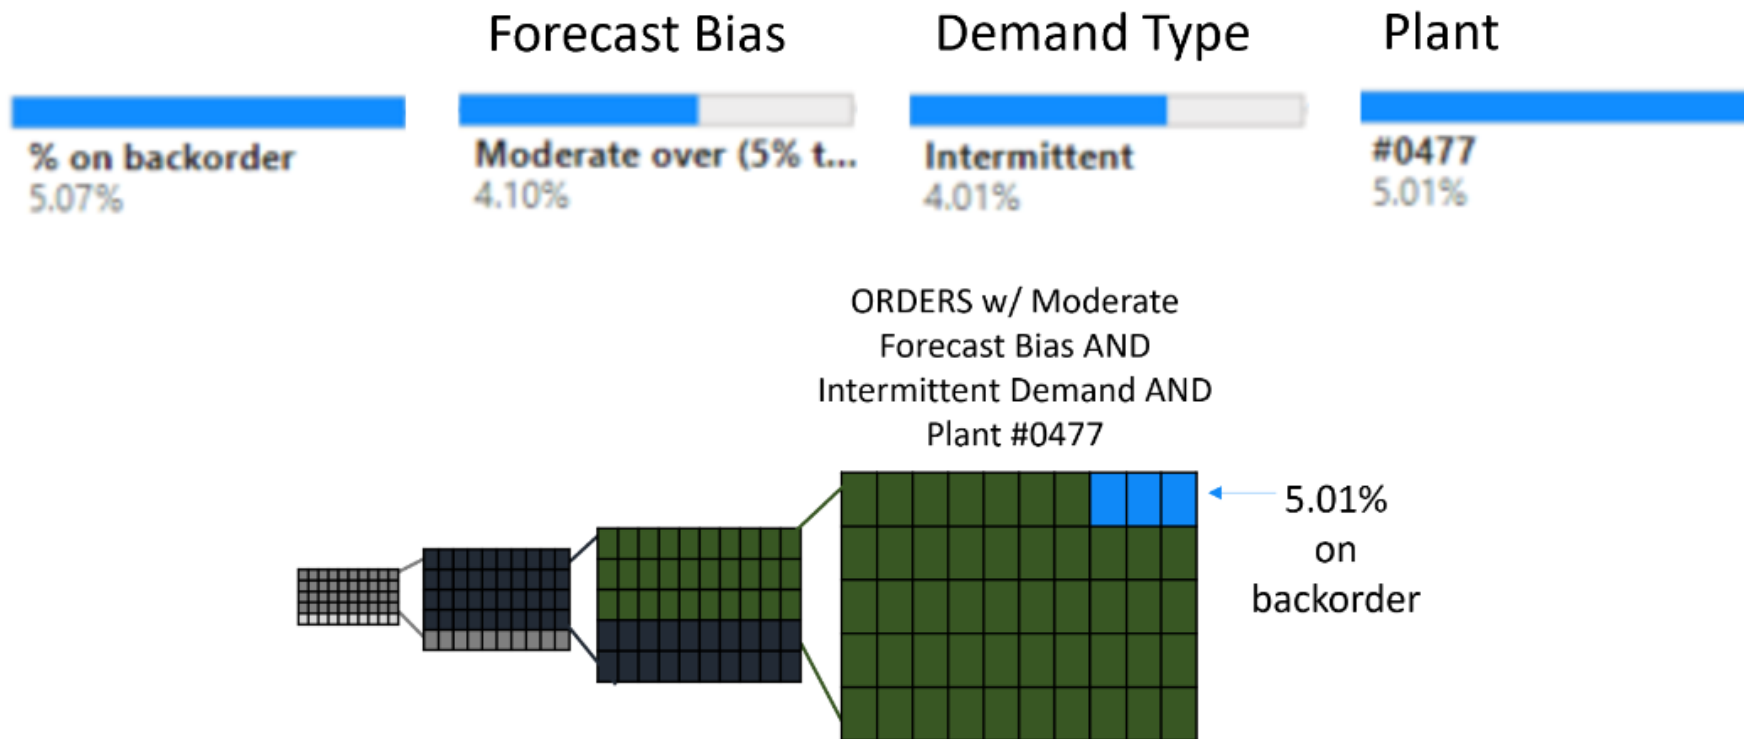 Forecast Bias
Demand Type
Plant
% on backorder
5.07%
Moderate over (5% t...
4.10%
Intermittent
4.01%
#0477
5.01%
ORDERS w/ Moderate
Forecast Bias AND
Intermittent Demand AND
Plant #0477
5.01%
on
backorder